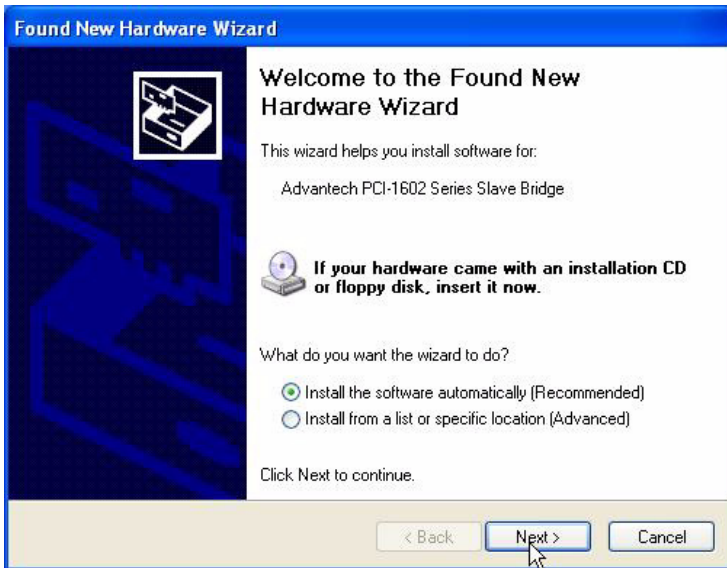 Found New Hardware Wizard
Welcome to the Found New
Hardware Wizard
This wizard helps you install software for:
Advantech PCI-1602 Series Slave Bridge
If your hardware came with an installation CD
or floppy disk, insert it now.
What do you want the wizard to do?
Install the software automatically (Recommended)
Install from a list or specific location (Advanced)
Click Next to continue.
< Back Next > Cancel